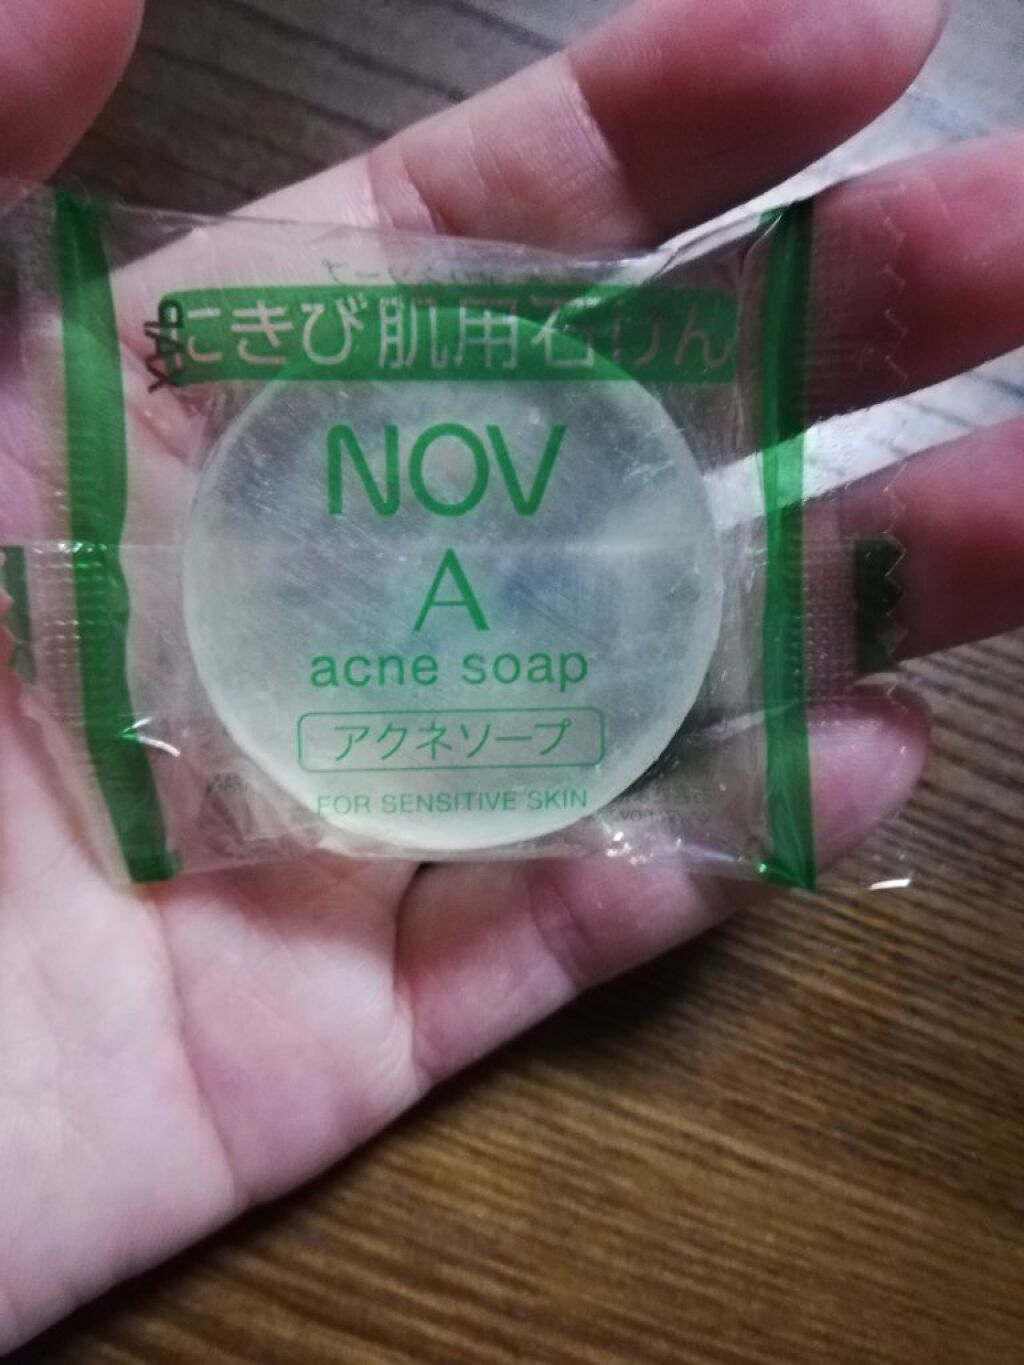 にきび肌用石けん
NOV
A
acne soap
アクネソープ
FOR SENSITIVE SKIN